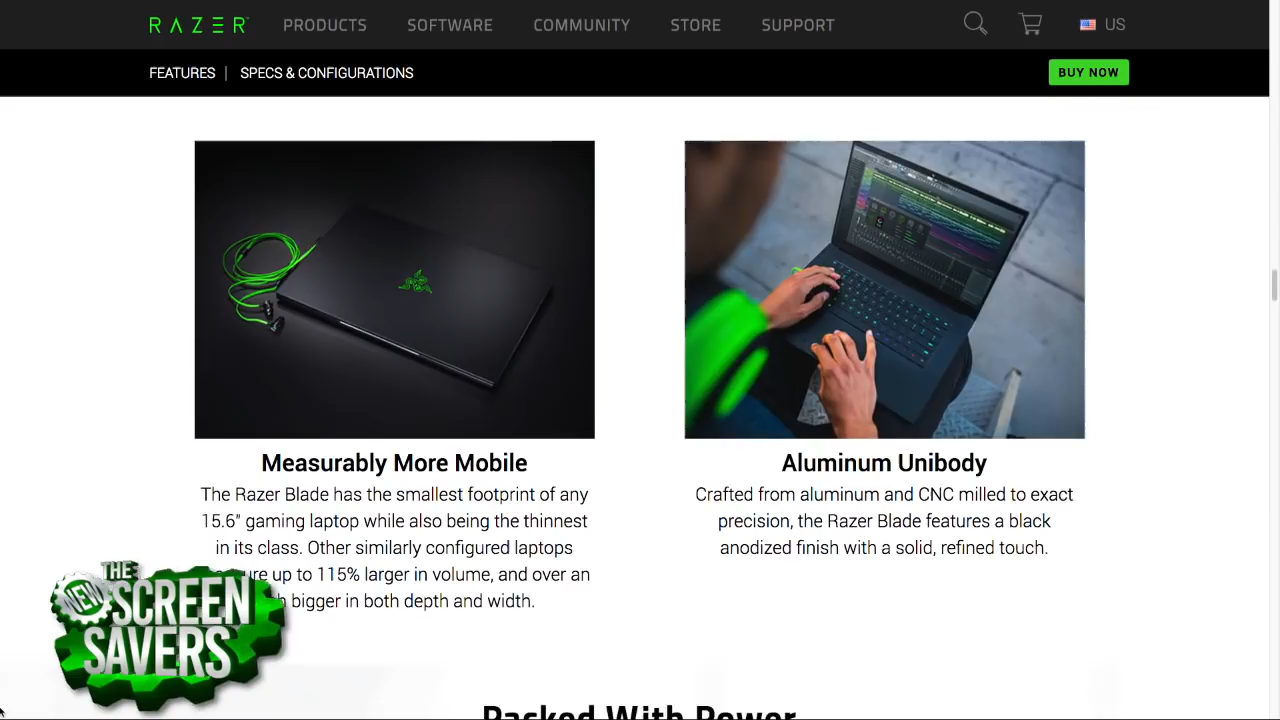 RAZER PRODUCTS SOFTWARE COMMUNITY STORE SUPPORT US
FEATURES | SPECS & CONFIGURATIONS BUY NOW
Measurably More Mobile
The Razer Blade has the smallest footprint of any
15.6” gaming laptop while also being the thinnest
in its class. Other similarly configured laptops
up to 115% larger in volume, and over an
bigger in both depth and width.
Aluminum Unibody
Crafted from aluminum and CNC milled to exact
precision, the Razer Blade features a black
anodized finish with a solid, refined touch.
THE
NEW SCREEN
SAVERS
Packed With Power